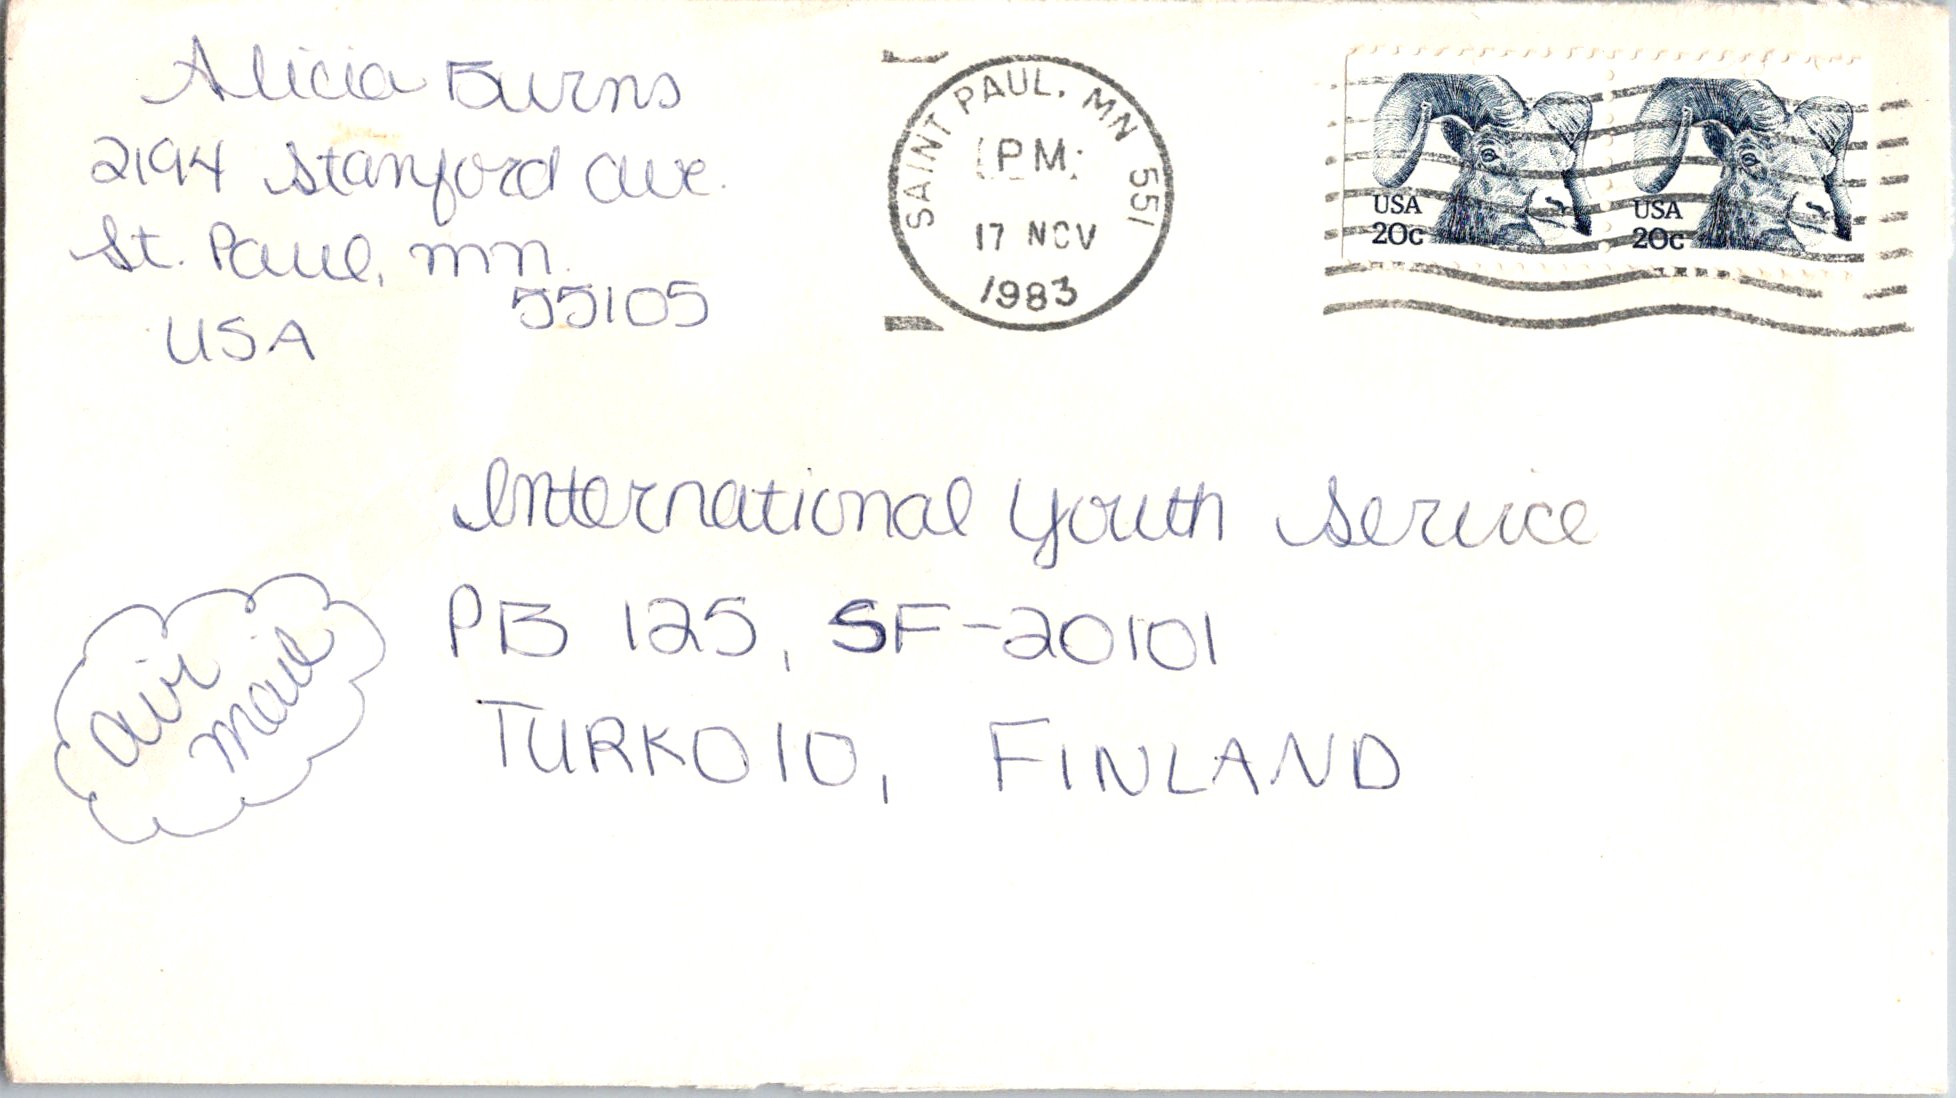 Alicia Burns
2194 Stanford Ave.
St. Paul, mn.
55105
USA
SAINT PAUL, MN 551
PM
17 NOV
1983
USA
20c
USA
20c
International Youth Service
PB 125, SF-20101
TURKO10, FINLAND
air
mail